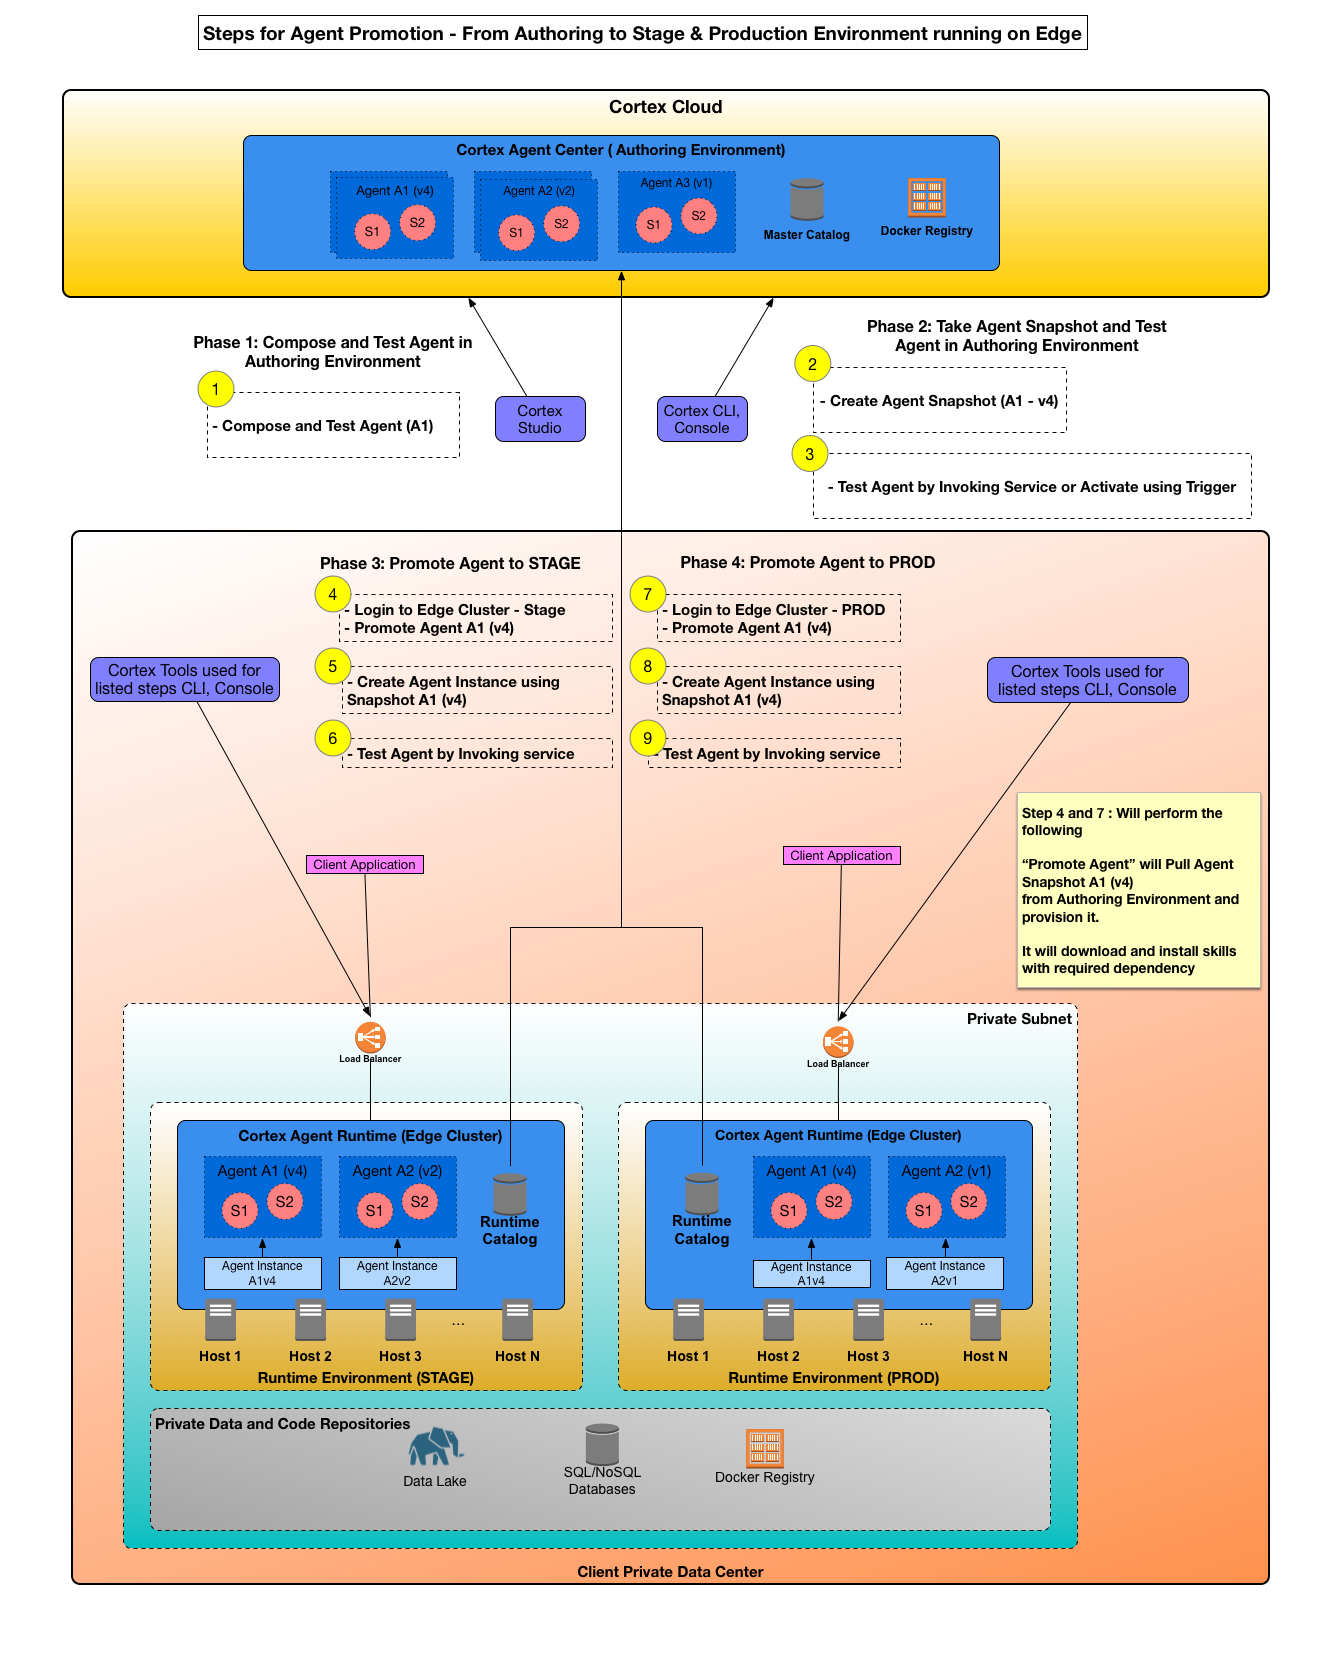 Steps for Agent Promotion - From Authoring to Stage & Production Environment running on Edge
Cortex Cloud
Cortex Agent Center ( Authoring Environment)
Agent A1 (v4)
S1
S2
Agent A2 (v2)
S1
S2
Agent A3 (v1)
S1
S2
Master Catalog
Docker Registry
Phase 1: Compose and Test Agent in
Authoring Environment
1
- Compose and Test Agent (A1)
Cortex
Studio
Cortex CLI,
Console
Phase 2: Take Agent Snapshot and Test
Agent in Authoring Environment
2
- Create Agent Snapshot (A1 - v4)
3
- Test Agent by Invoking Service or Activate using Trigger
Phase 3: Promote Agent to STAGE
4
- Login to Edge Cluster - Stage
- Promote Agent A1 (v4)
5
- Create Agent Instance using
Snapshot A1 (v4)
6
- Test Agent by Invoking service
Phase 4: Promote Agent to PROD
7
- Login to Edge Cluster - PROD
- Promote Agent A1 (v4)
8
- Create Agent Instance using
Snapshot A1 (v4)
9
- Test Agent by Invoking service
Cortex Tools used for
listed steps CLI, Console
Cortex Tools used for
listed steps CLI, Console
Step 4 and 7 : Will perform the
following
“Promote Agent” will Pull Agent
Snapshot A1 (v4)
from Authoring Environment and
provision it.
It will download and install skills
with required dependency
Client Application
Client Application
Private Subnet
Load Balancer
Load Balancer
Cortex Agent Runtime (Edge Cluster)
Agent A1 (v4)
S1
S2
Agent A2 (v2)
S1
S2
Runtime
Catalog
Agent Instance
A1v4
Agent Instance
A2v2
...
Host 1
Host 2
Host 3
Host N
Runtime Environment (STAGE)
Cortex Agent Runtime (Edge Cluster)
Runtime
Catalog
Agent A1 (v4)
S1
S2
Agent A2 (v1)
S1
S2
Agent Instance
A1v4
Agent Instance
A2v1
...
Host 1
Host 2
Host 3
Host N
Runtime Environment (PROD)
Private Data and Code Repositories
Data Lake
SQL/NoSQL
Databases
Docker Registry
Client Private Data Center